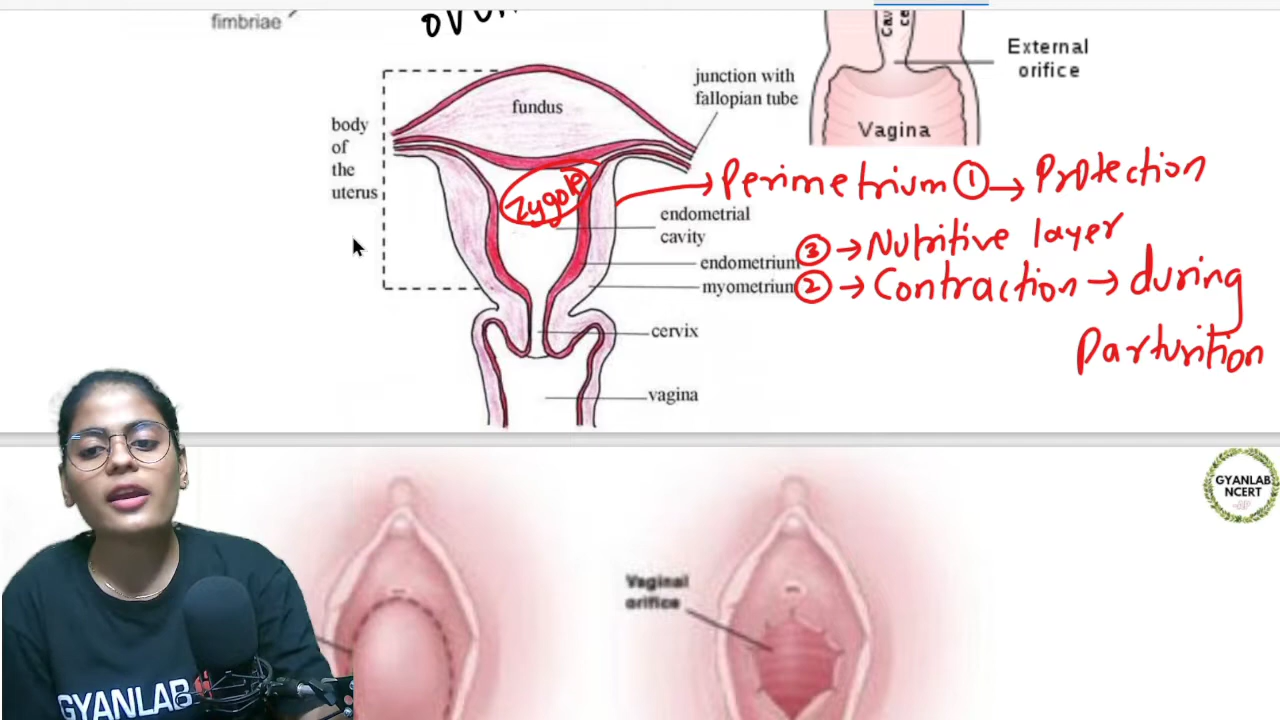 fimbriae
External
orifice
junction with
fallopian tube
fundus
body
of
the
uterus
Vagina
Perimetrium ① → Protection
Zygote
endometrial
cavity
③ → Nutritive layer
endometrium
② → Contraction → during
myometrium
Parturition
cervix
vagina
GYANLAB
NCERT
-AP
Vaginal
orifice
GYANLAB